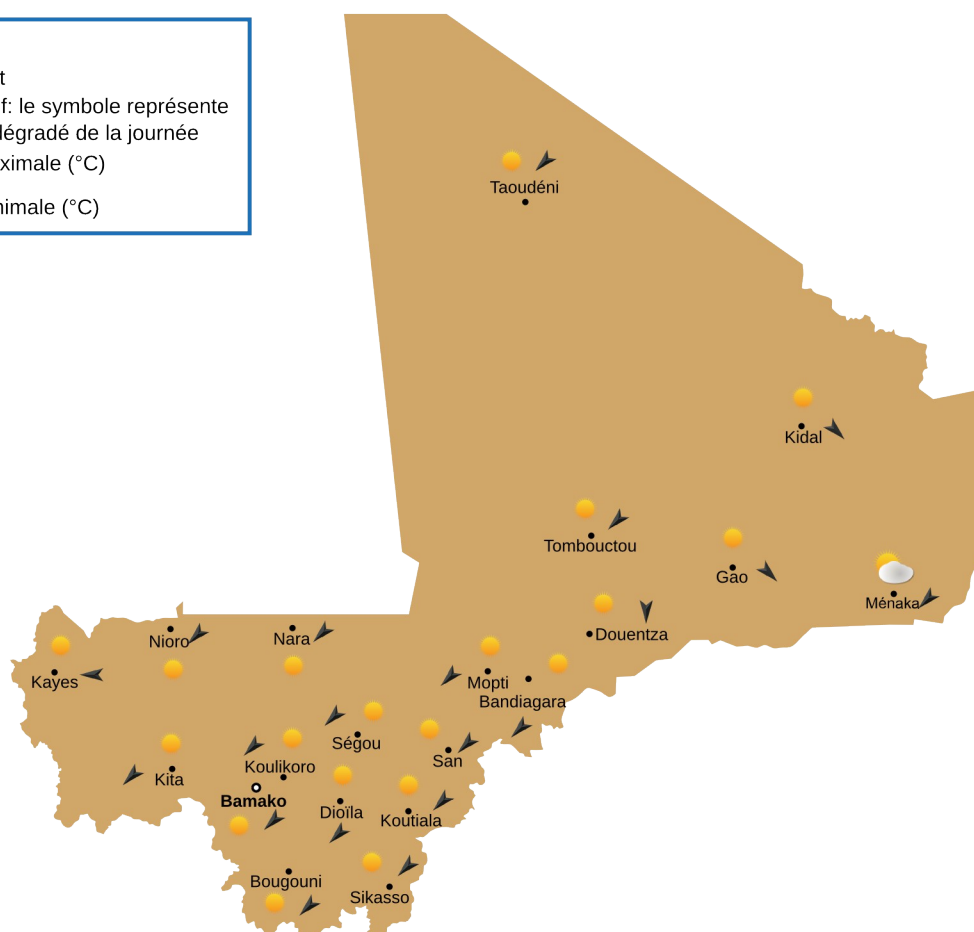 t
f: le symbole représente
dégradé de la journée
ximale (°C)
nimale (°C)
Taoudéni
Kidal
Tombouctou
Gao
Ménaka
Douentza
Nioro
Nara
Kayes
Mopti
Bandiagara
Ségou
San
Koulikoro
Kita
Bamako
Dioïla
Koutiala
Bougouni
Sikasso